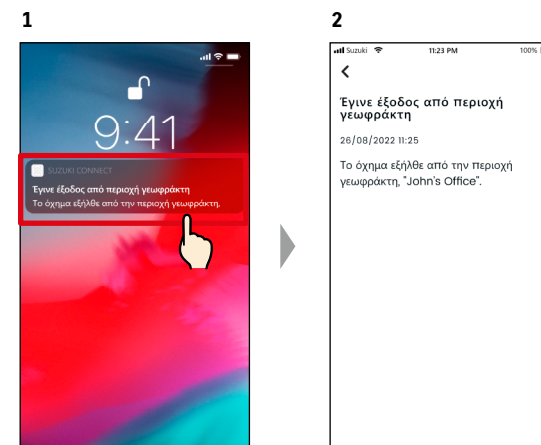 1
9:41
SUZUKI CONNECT
Έγινε έξοδος από περιοχή γεωφράκτη
Το όχημα εξήλθε από την περιοχή γεωφράκτη.
2
Suzuki 11:23 PM 100%
Έγινε έξοδος από περιοχή
γεωφράκτη
26/08/2022 11:25
Το όχημα εξήλθε από την περιοχή
γεωφράκτη, "John's Office".